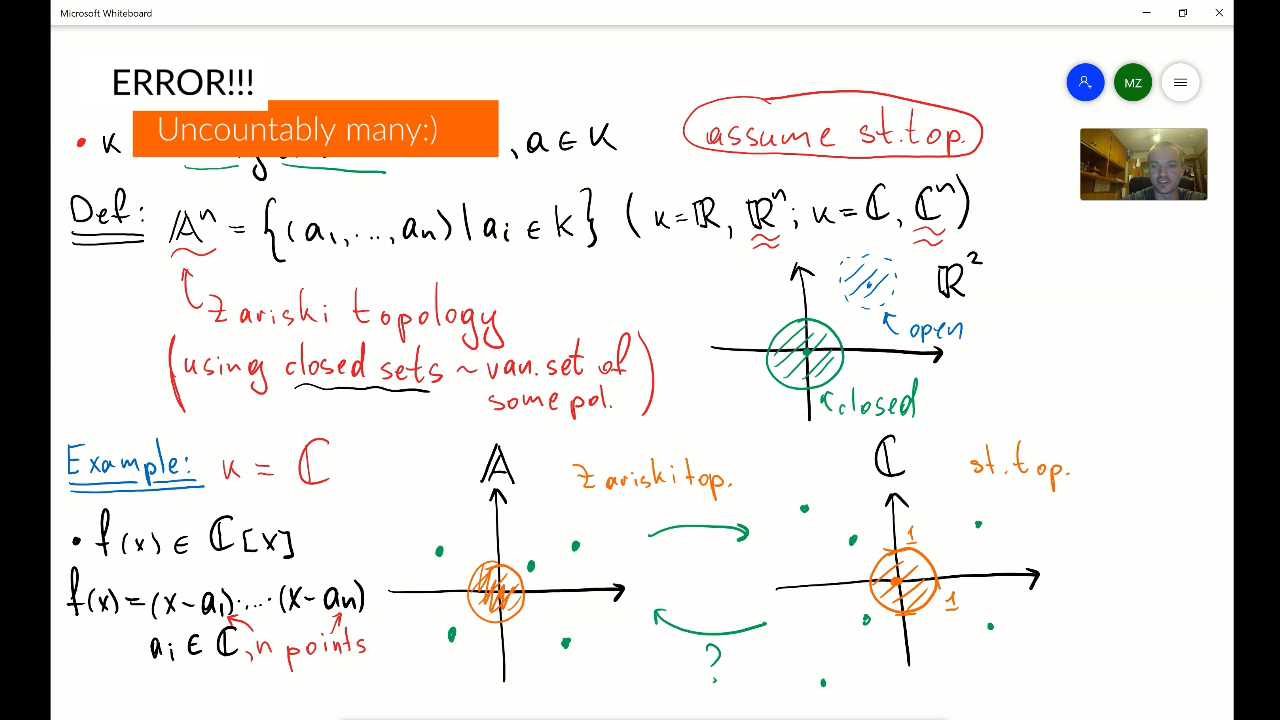 Microsoft Whiteboard
ERROR!!!
Uncountably many:)
MZ
• k , a ∈ k
assume st.top.
Def: 𝔸ⁿ = {(a₁, ..., aₙ) | aᵢ ∈ k} (k = ℝ, ℝⁿ; k = ℂ, ℂⁿ)
ℝ²
open
Zariski topology
(using closed sets ~ van. set of
some pol.)
closed
Example: k = ℂ
𝔸
Zariski top.
ℂ
st.top.
• f(x) ∈ ℂ[x]
1
f(x) = (x-a₁)·...·(x-aₙ)
1
aᵢ ∈ ℂ, n points
?